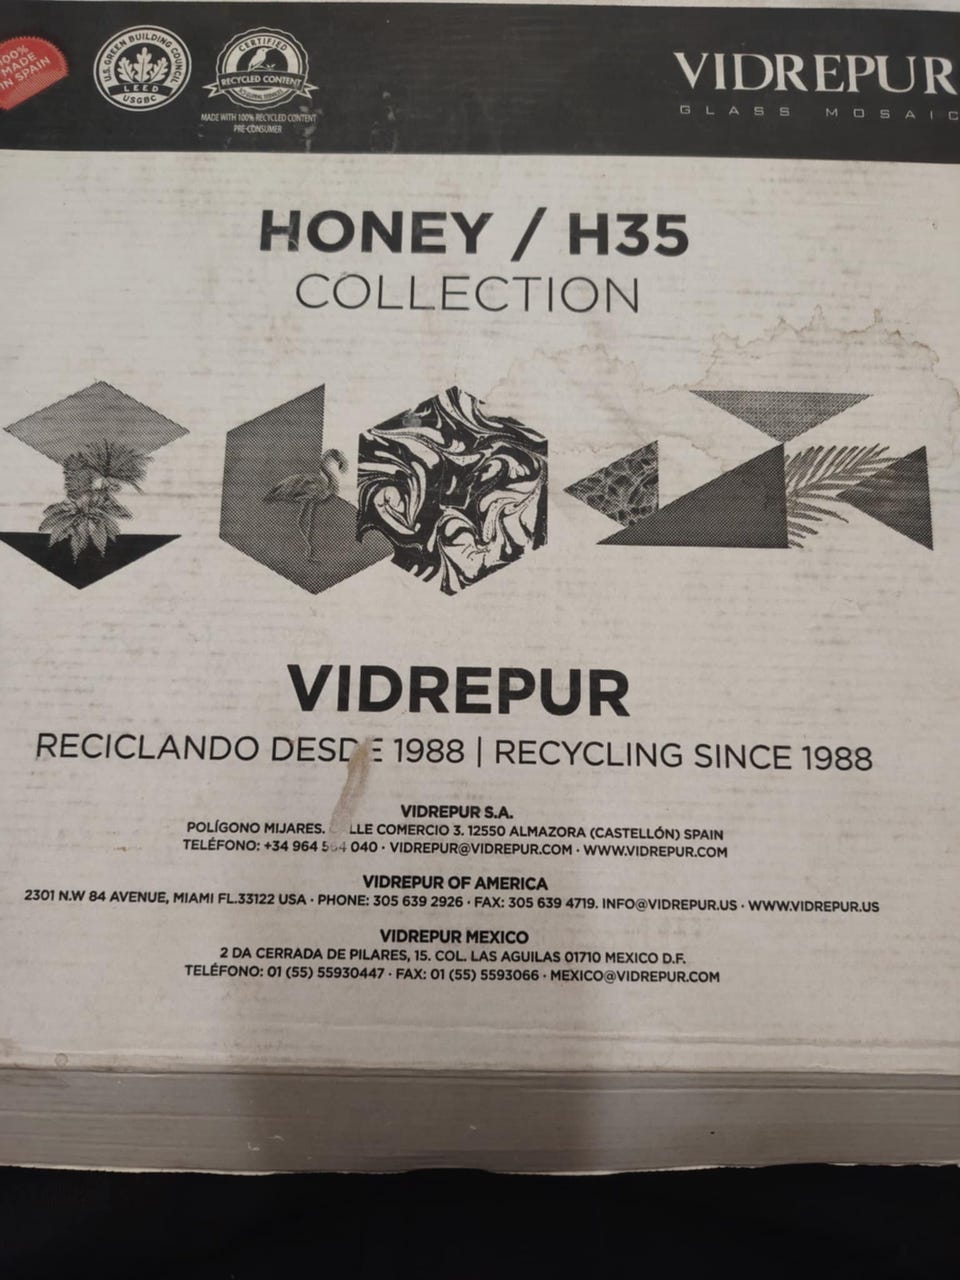 100%
MADE
IN SPAIN
U.S. GREEN BUILDING COUNCIL
LEED
USGBC
CERTIFIED
RECYCLED CONTENT
MADE WITH 100% RECYCLED CONTENT
PRE-CONSUMER
VIDREPUR
GLASS MOSAIC
HONEY / H35
COLLECTION
VIDREPUR
RECICLANDO DESDE 1988 | RECYCLING SINCE 1988
VIDREPUR S.A.
POLÍGONO MIJARES. LLE COMERCIO 3. 12550 ALMAZORA (CASTELLÓN) SPAIN
TELÉFONO: +34 964 040 · VIDREPUR@VIDREPUR.COM · WWW.VIDREPUR.COM
VIDREPUR OF AMERICA
2301 N.W 84 AVENUE, MIAMI FL.33122 USA · PHONE: 305 639 2926 · FAX: 305 639 4719. INFO@VIDREPUR.US · WWW.VIDREPUR.US
VIDREPUR MEXICO
2 DA CERRADA DE PILARES, 15. COL. LAS AGUILAS 01710 MEXICO D.F.
TELÉFONO: 01 (55) 55930447 · FAX: 01 (55) 5593066 · MEXICO@VIDREPUR.COM